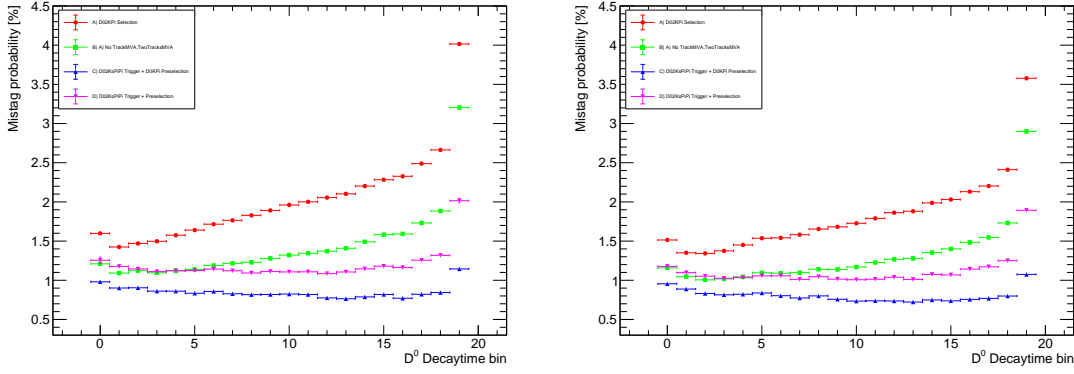 Mistag probability [%]
4.5
4
3.5
3
2.5
2
1.5
1
0.5
A) D02KPi Selection
B) A) No TrackMVA,TwoTracksMVA
C) D02KsPiPi Trigger + D0KPi Preselection
D) D02KsPiPi Trigger + Preselection
0 5 10 15 20
D⁰ Decaytime bin
Mistag probability [%]
4.5
4
3.5
3
2.5
2
1.5
1
0.5
A) D02KPi Selection
B) A) No TrackMVA,TwoTracksMVA
C) D02KsPiPi Trigger + D0KPi Preselection
D) D02KsPiPi Trigger + Preselection
0 5 10 15 20
D⁰ Decaytime bin